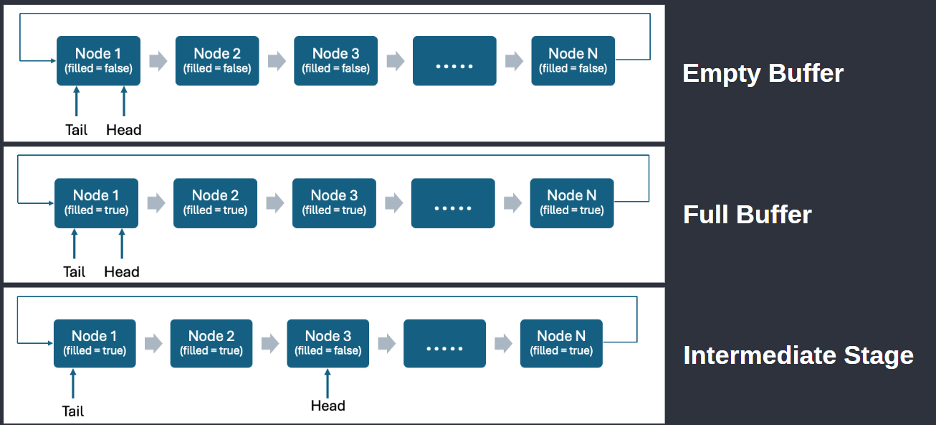 Node 1
(filled = false)
Node 2
(filled = false)
Node 3
(filled = false)
.....
Node N
(filled = false)
Tail
Head
Empty Buffer
Node 1
(filled = true)
Node 2
(filled = true)
Node 3
(filled = true)
.....
Node N
(filled = true)
Tail
Head
Full Buffer
Node 1
(filled = true)
Node 2
(filled = true)
Node 3
(filled = false)
.....
Node N
(filled = true)
Tail
Head
Intermediate Stage